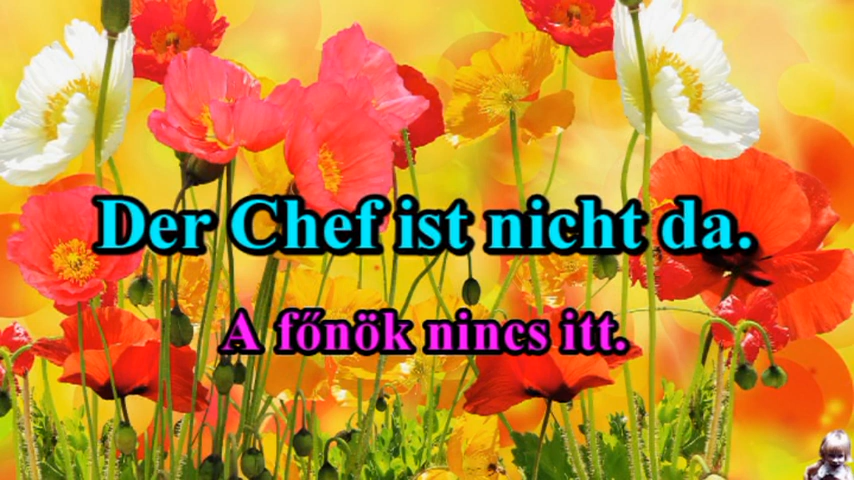 Der Chef ist nicht da.
A főnök nincs itt.